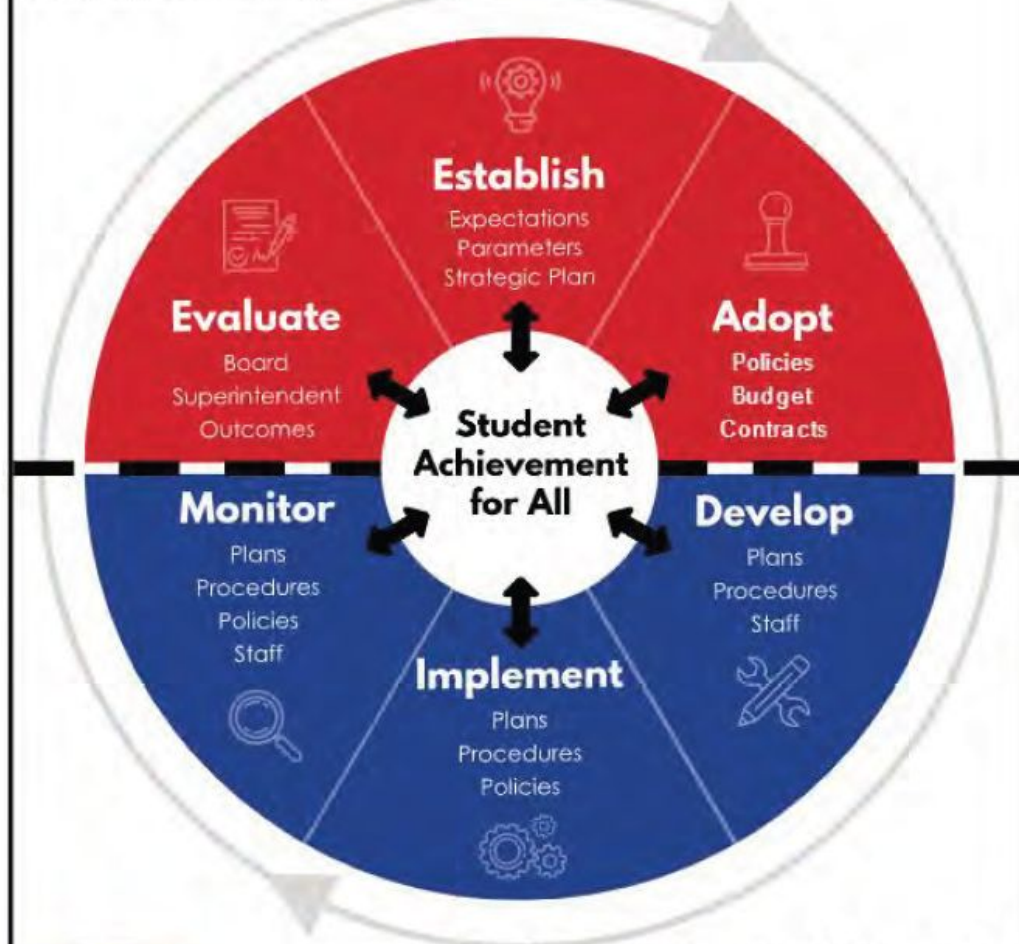 Establish
Expectations
Parameters
Strategic Plan
Adopt
Policies
Budget
Contracts
Develop
Plans
Procedures
Staff
Implement
Plans
Procedures
Policies
Monitor
Plans
Procedures
Policies
Staff
Evaluate
Board
Superintendent
Outcomes
Student
Achievement
for All